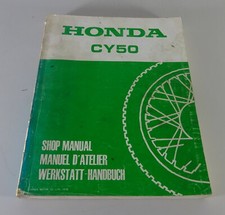 HONDA
CY50
SHOP MANUAL
MANUEL D'ATELIER
WERKSTATT-HANDBUCH